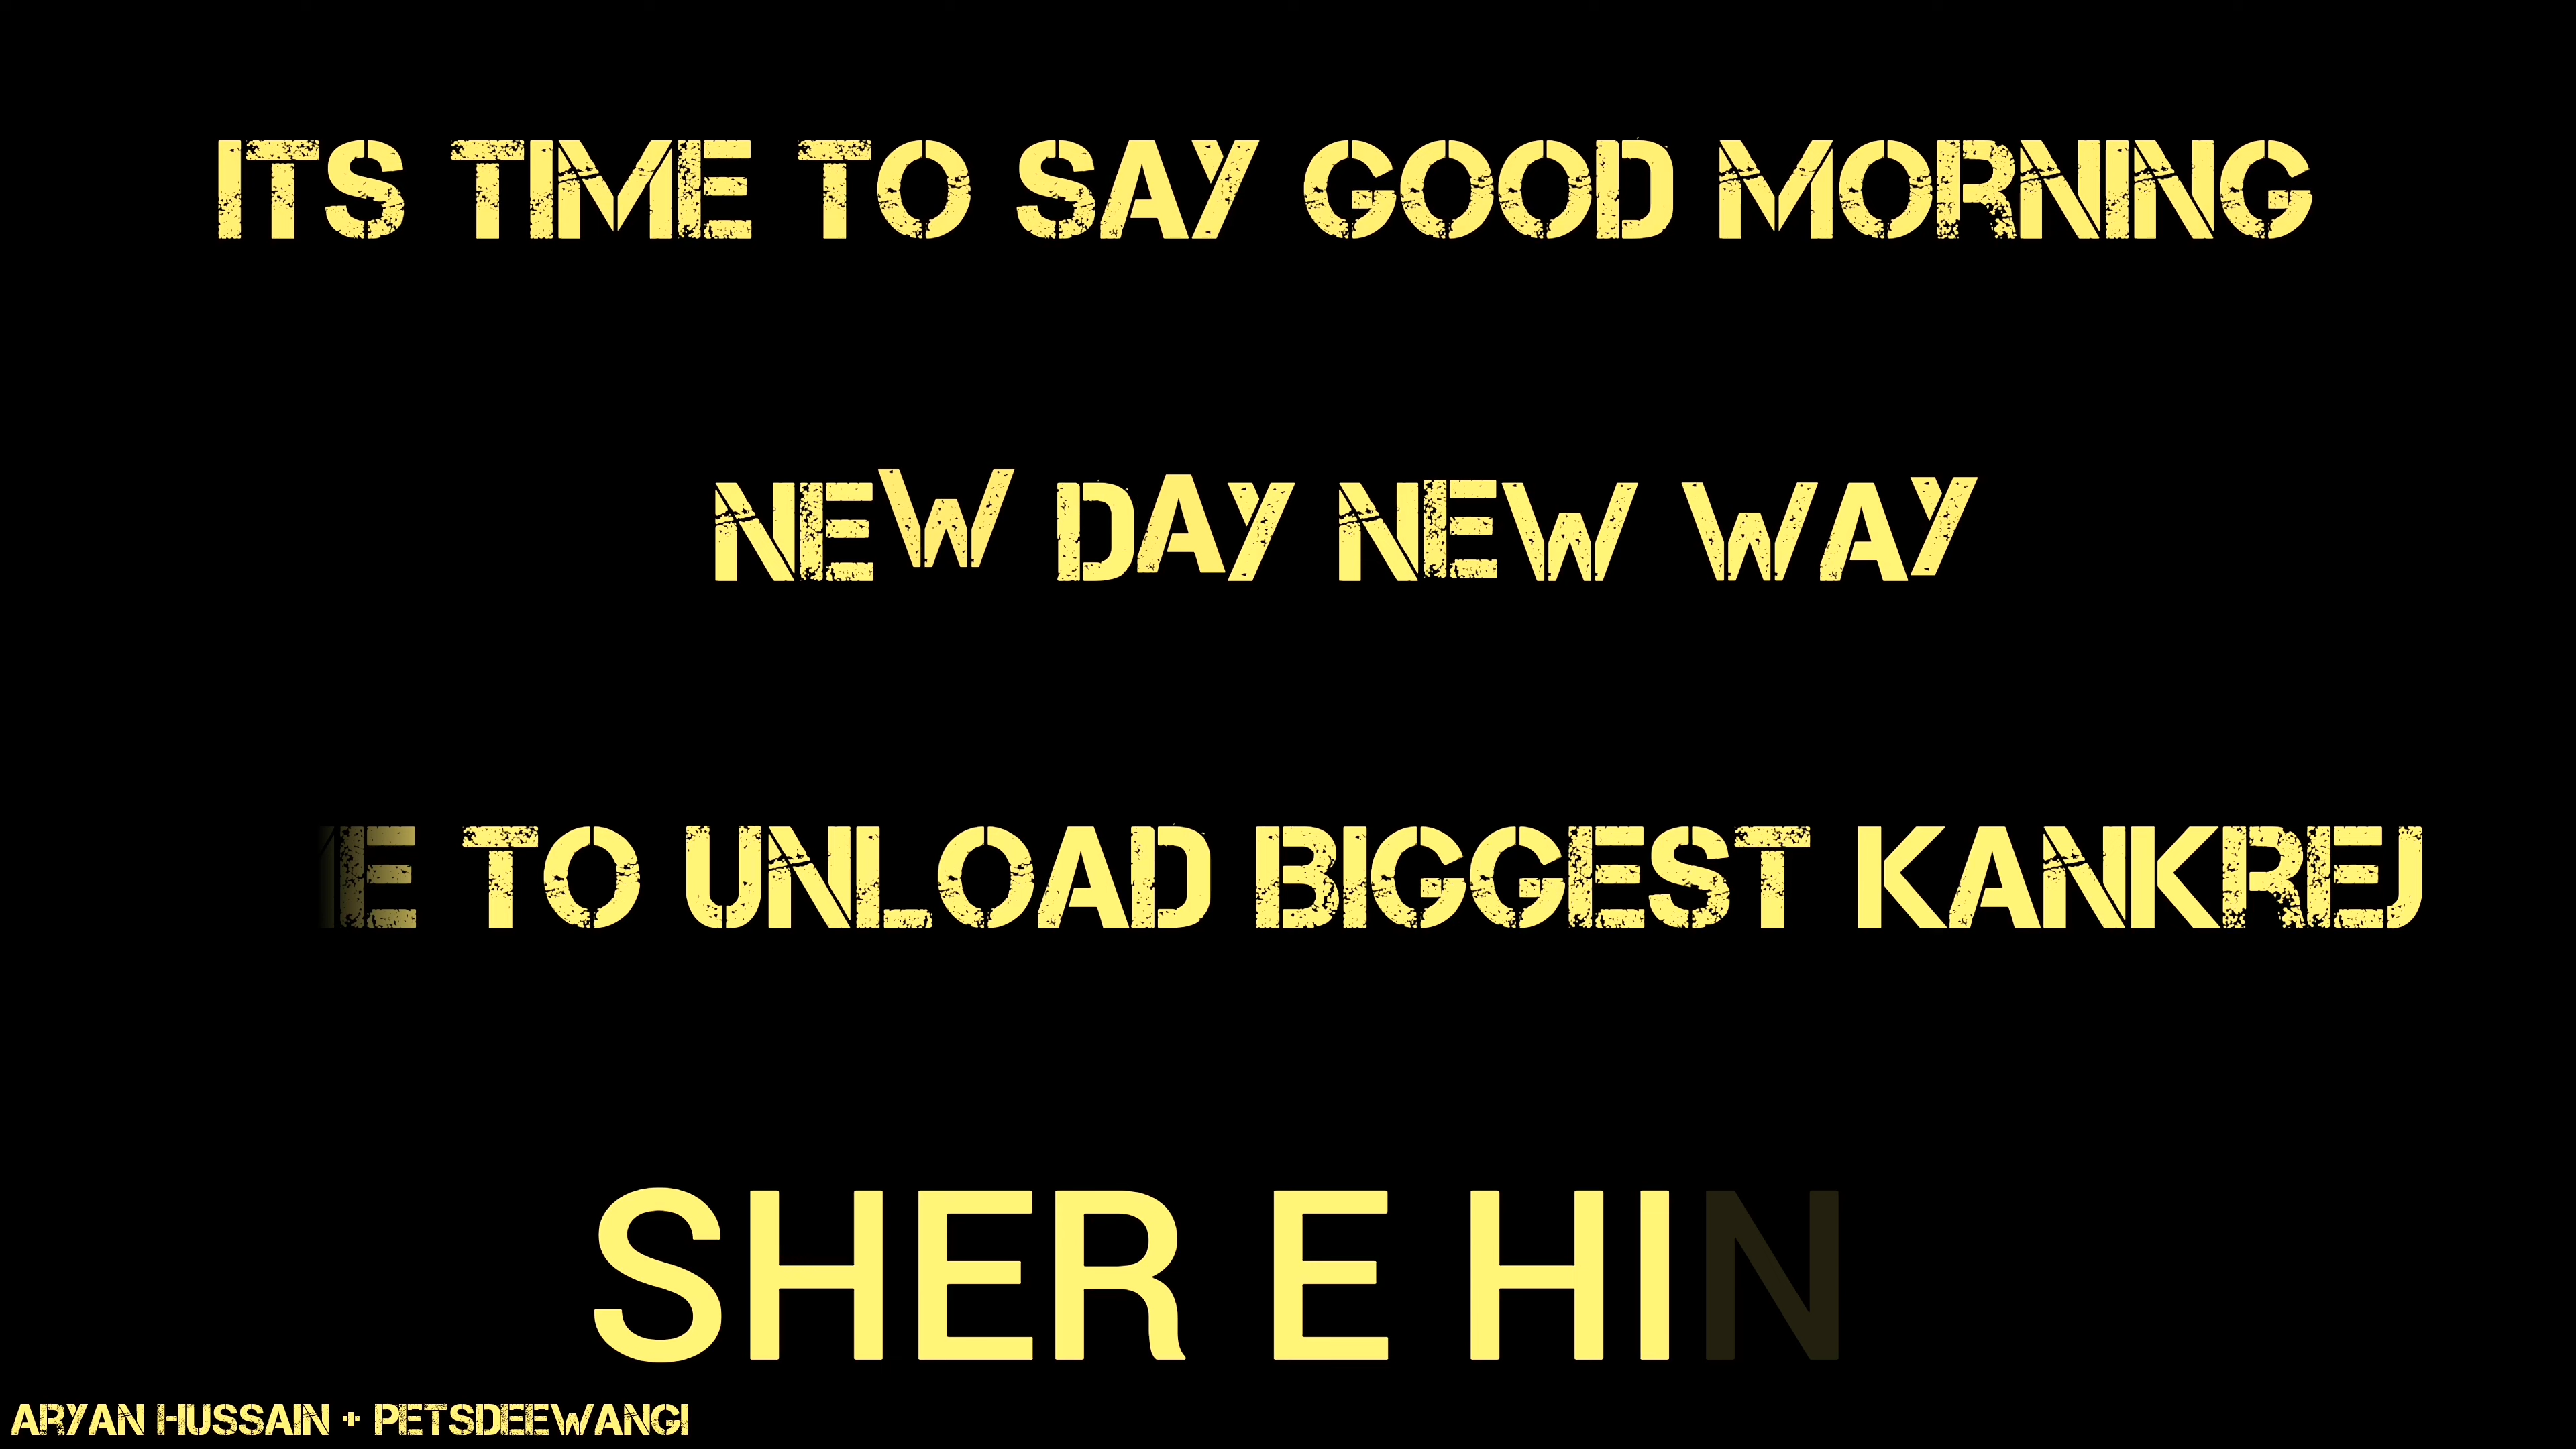 ITS TIME TO SAY GOOD MORNING
NEW DAY NEW WAY
E TO UNLOAD BIGGEST KANKREJ
SHER E HIN
ARYAN HUSSAIN + PETSDEEWANGI